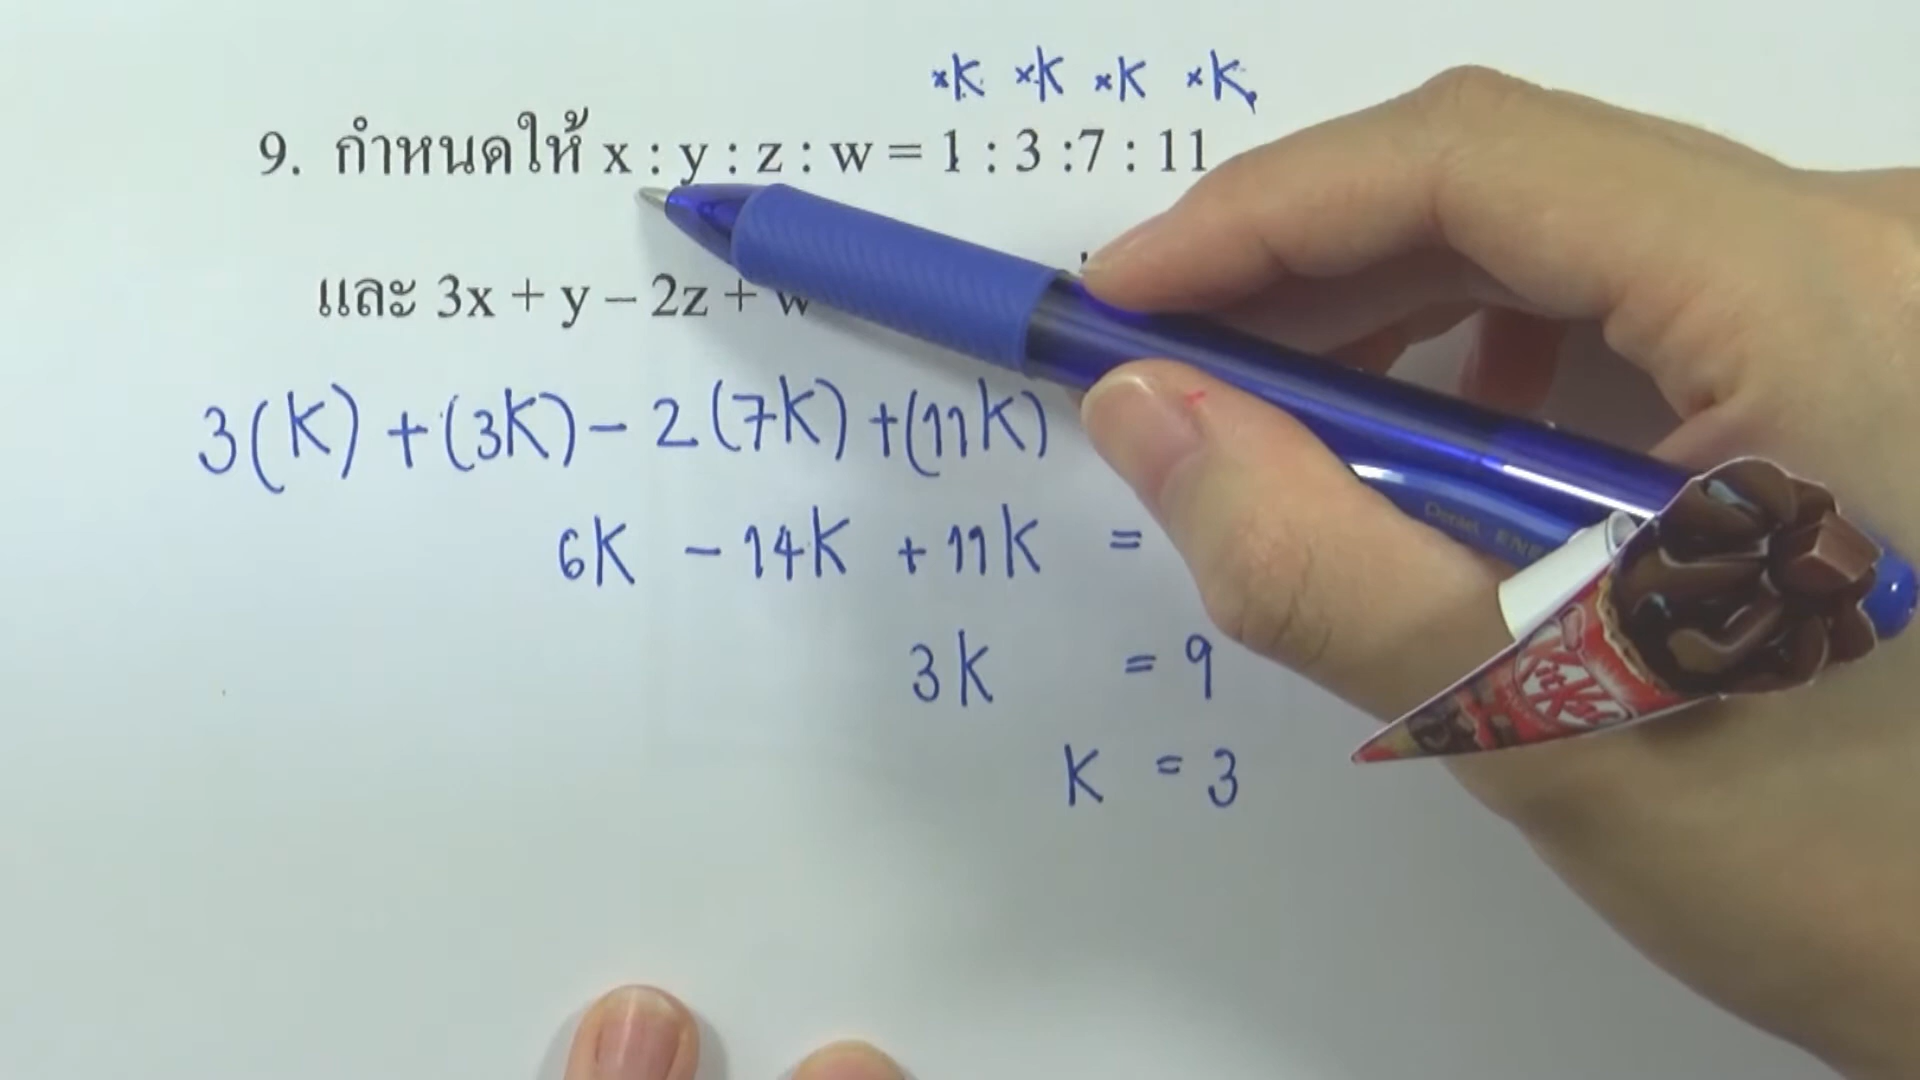 ×K ×K ×K ×K
9. กำหนดให้ x : y : z : w = 1 : 3 :7 : 11
และ 3x + y – 2z + w
3(K) + (3K) – 2(7K) + (11K)
6K – 14K + 11K =
3K = 9
K = 3
KitKat